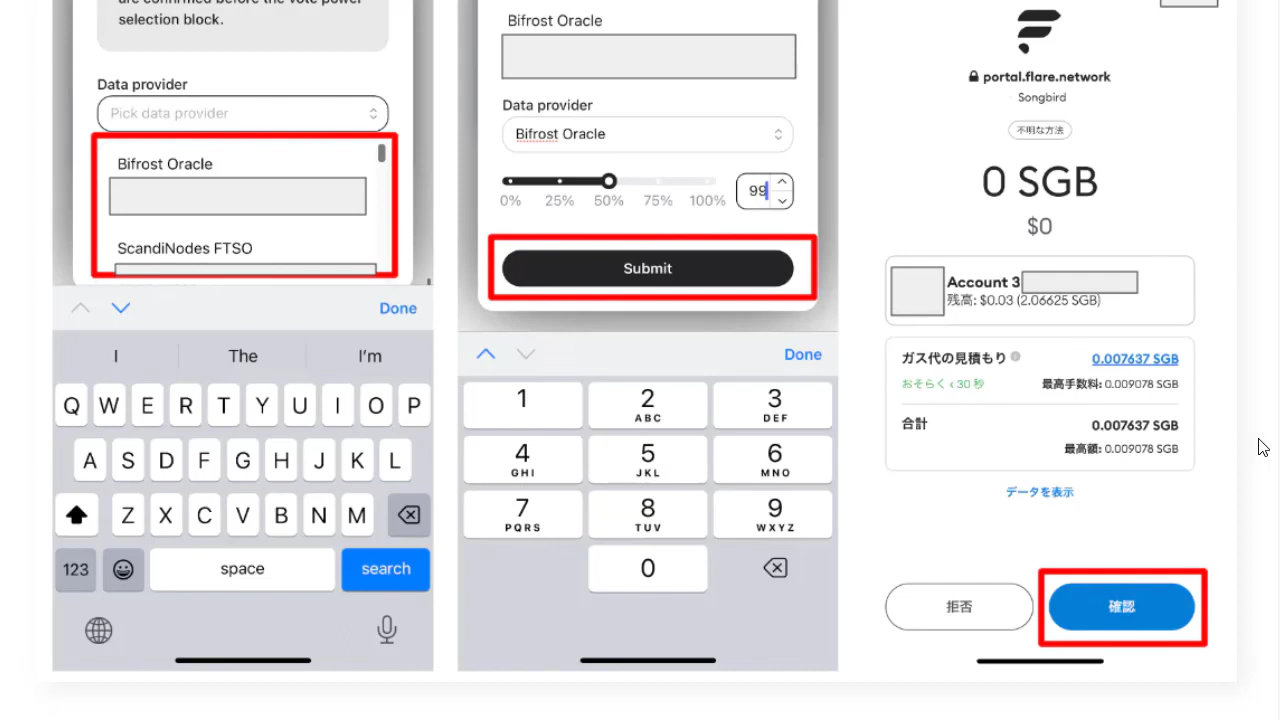 are confirmed before the vote power
selection block.
Data provider
Pick data provider
Bifrost Oracle
ScandiNodes FTSO
Done
I The I'm
Q W E R T Y U I O P
A S D F G H J K L
Z X C V B N M
123 space search
Bifrost Oracle
Data provider
Bifrost Oracle
99
0% 25% 50% 75% 100%
Submit
Done
1 2 3
ABC DEF
4 5 6
GHI JKL MNO
7 8 9
PQRS TUV WXYZ
0
portal.flare.network
Songbird
不明な方法
0 SGB
$0
Account 3
残高: $0.03 (2.06625 SGB)
ガス代の見積もり 0.007637 SGB
おそらく < 30 秒 最高手数料: 0.009078 SGB
合計 0.007637 SGB
最高額: 0.009078 SGB
データを表示
拒否 確認